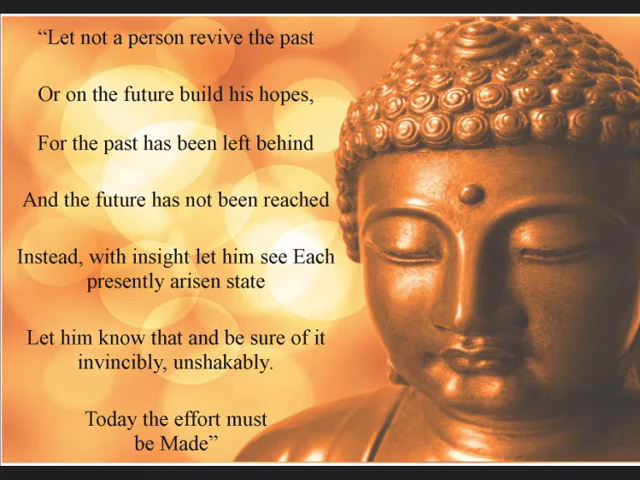 “Let not a person revive the past
Or on the future build his hopes,
For the past has been left behind
And the future has not been reached
Instead, with insight let him see Each
presently arisen state
Let him know that and be sure of it
invincibly, unshakably.
Today the effort must
be Made”